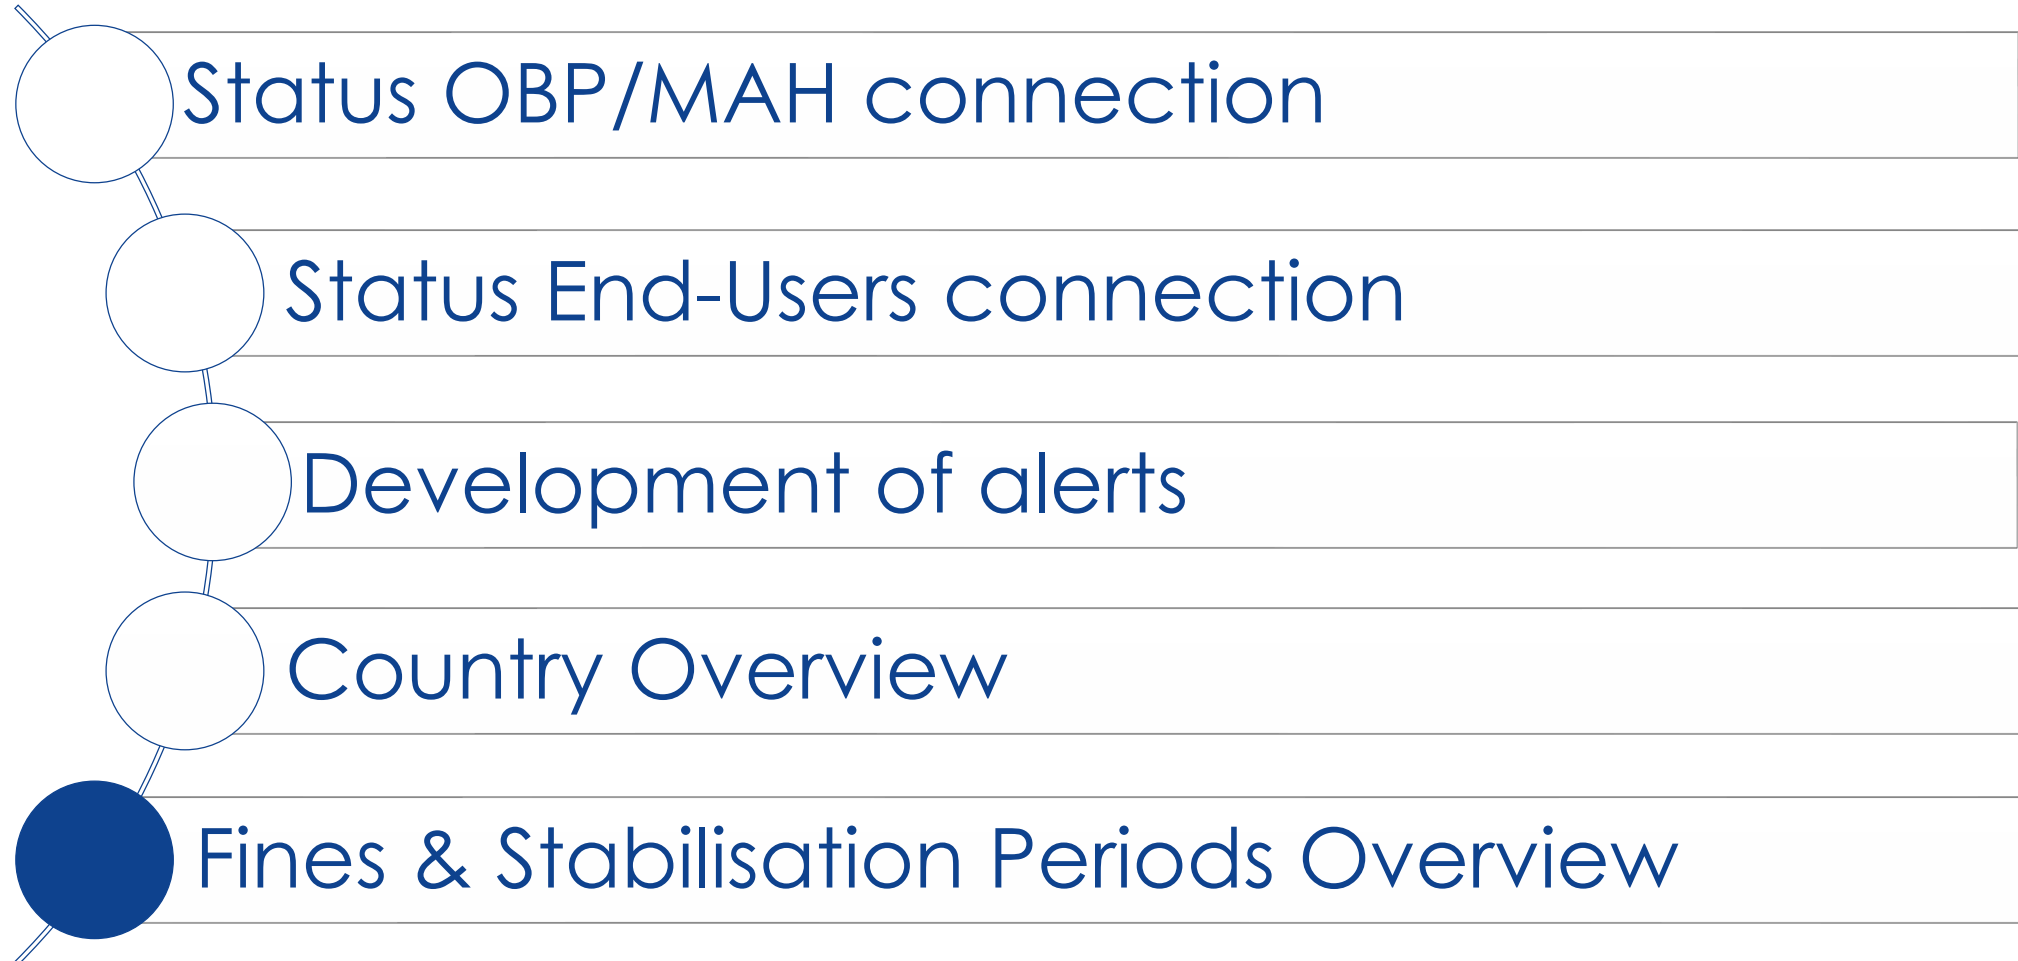 Status OBP/MAH connection
Status End-Users connection
Development of alerts
Country Overview
Fines & Stabilisation Periods Overview